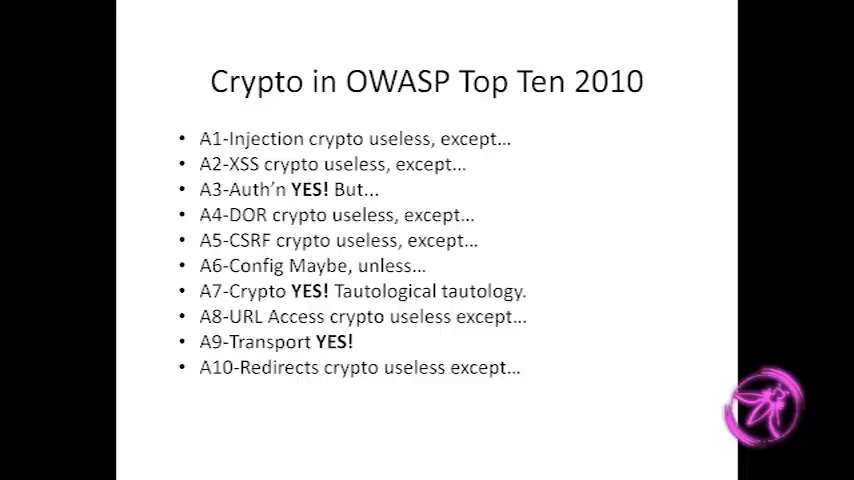 Crypto in OWASP Top Ten 2010
• A1-Injection crypto useless, except...
• A2-XSS crypto useless, except...
• A3-Auth'n YES! But...
• A4-DOR crypto useless, except...
• A5-CSRF crypto useless, except...
• A6-Config Maybe, unless...
• A7-Crypto YES! Tautological tautology.
• A8-URL Access crypto useless except...
• A9-Transport YES!
• A10-Redirects crypto useless except...